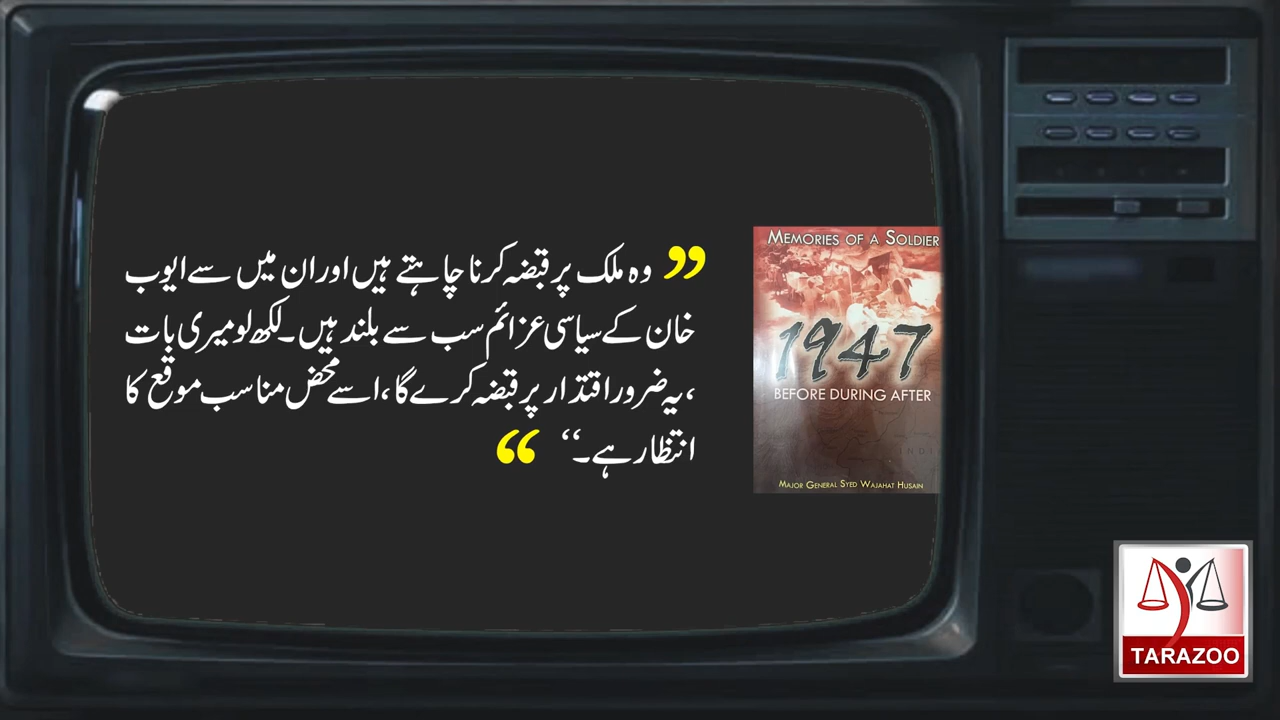 ”وہ ملک پر قبضہ کرنا چاہتے ہیں اور ان میں سے ایوب
خان کے سیاسی عزائم سب سے بلند ہیں۔ لکھ لو میری بات
،یہ ضرور اقتدار پر قبضہ کرے گا، اسے محض مناسب موقع کا
انتظار ہے۔‘‘ “
MEMORIES OF A SOLDIER
1947
BEFORE DURING AFTER
INDI
MAJOR GENERAL SYED WAJAHAT HUSAIN
TARAZOO